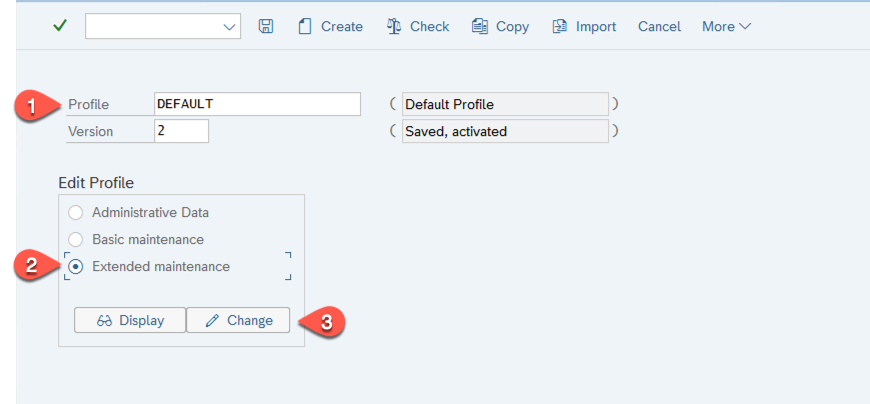 Create Check Copy Import Cancel More
1 Profile DEFAULT ( Default Profile )
Version 2 ( Saved, activated )
Edit Profile
Administrative Data
Basic maintenance
2 Extended maintenance
Display Change 3